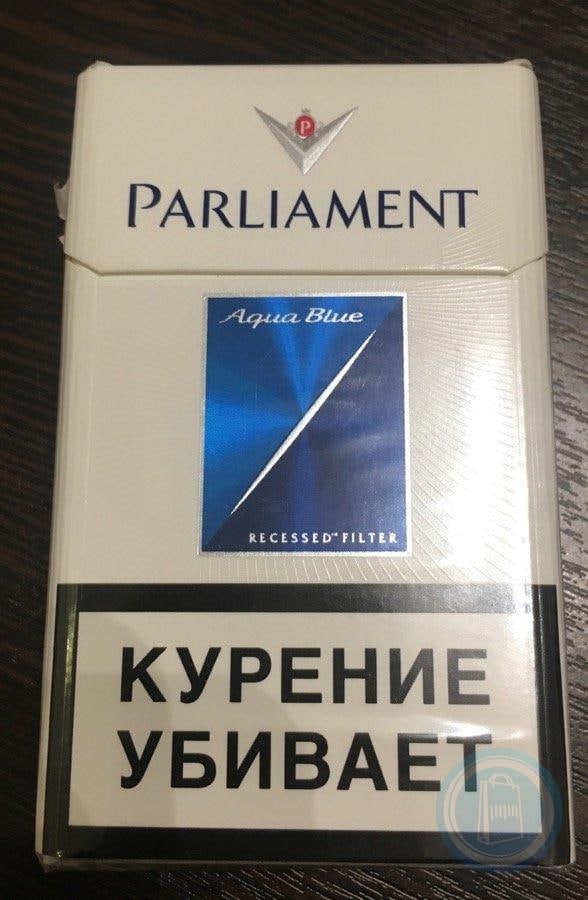 P
PARLIAMENT
Aqua Blue
RECESSED™ FILTER
КУРЕНИЕ
УБИВАЕТ